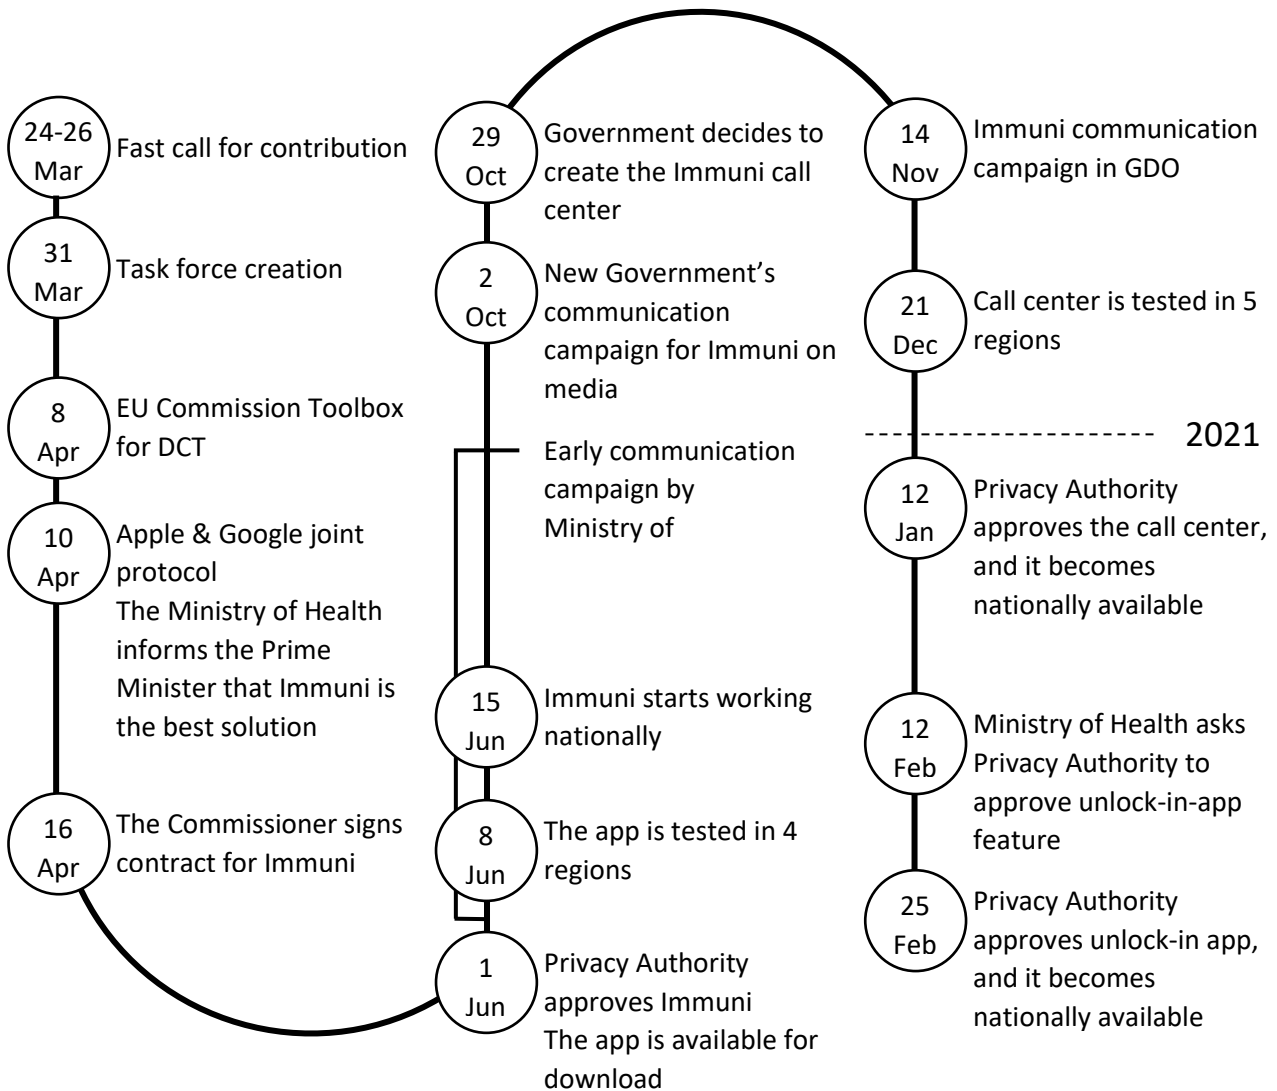 24-26
Mar
Fast call for contribution
31
Mar
Task force creation
8
Apr
EU Commission Toolbox
for DCT
10
Apr
Apple & Google joint
protocol
The Ministry of Health
informs the Prime
Minister that Immuni is
the best solution
16
Apr
The Commissioner signs
contract for Immuni
29
Oct
Government decides to
create the Immuni call
center
2
Oct
New Government’s
communication
campaign for Immuni on
media
Early communication
campaign by
Ministry of
15
Jun
Immuni starts working
nationally
8
Jun
The app is tested in 4
regions
1
Jun
Privacy Authority
approves Immuni
The app is available for
download
14
Nov
Immuni communication
campaign in GDO
21
Dec
Call center is tested in 5
regions
2021
12
Jan
Privacy Authority
approves the call center,
and it becomes
nationally available
12
Feb
Ministry of Health asks
Privacy Authority to
approve unlock-in-app
feature
25
Feb
Privacy Authority
approves unlock-in app,
and it becomes
nationally available